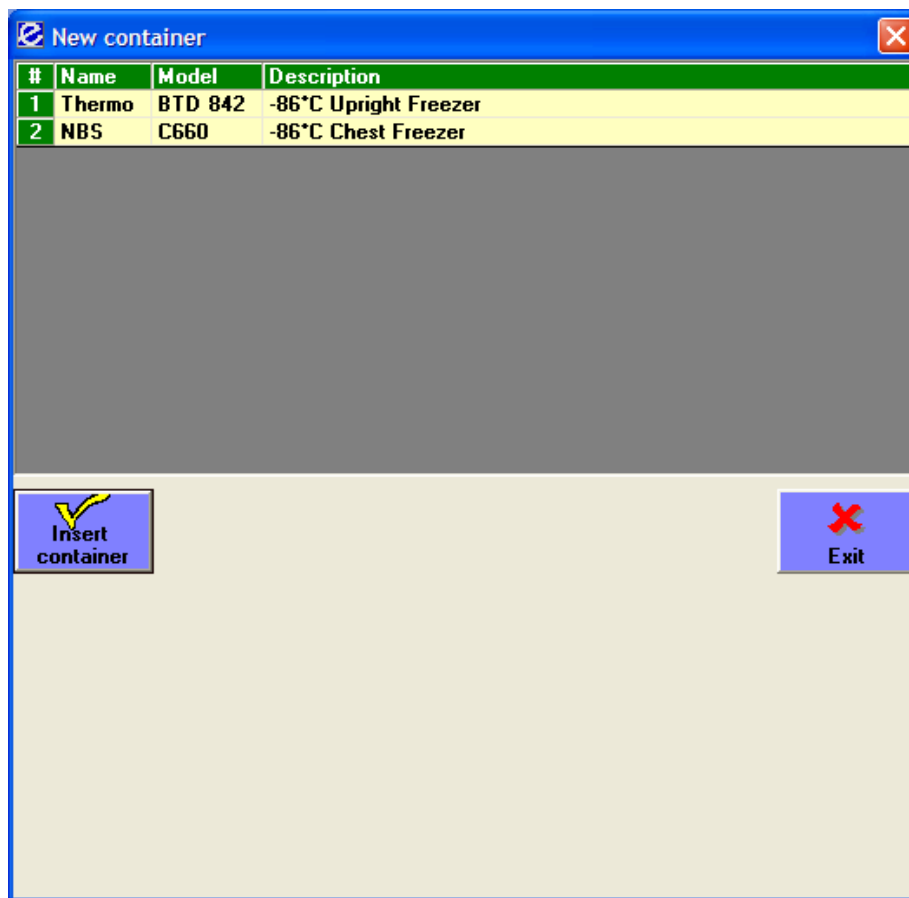 New container
# Name Model Description
1 Thermo BTD 842 -86*C Upright Freezer
2 NBS C660 -86*C Chest Freezer
Insert
container
Exit